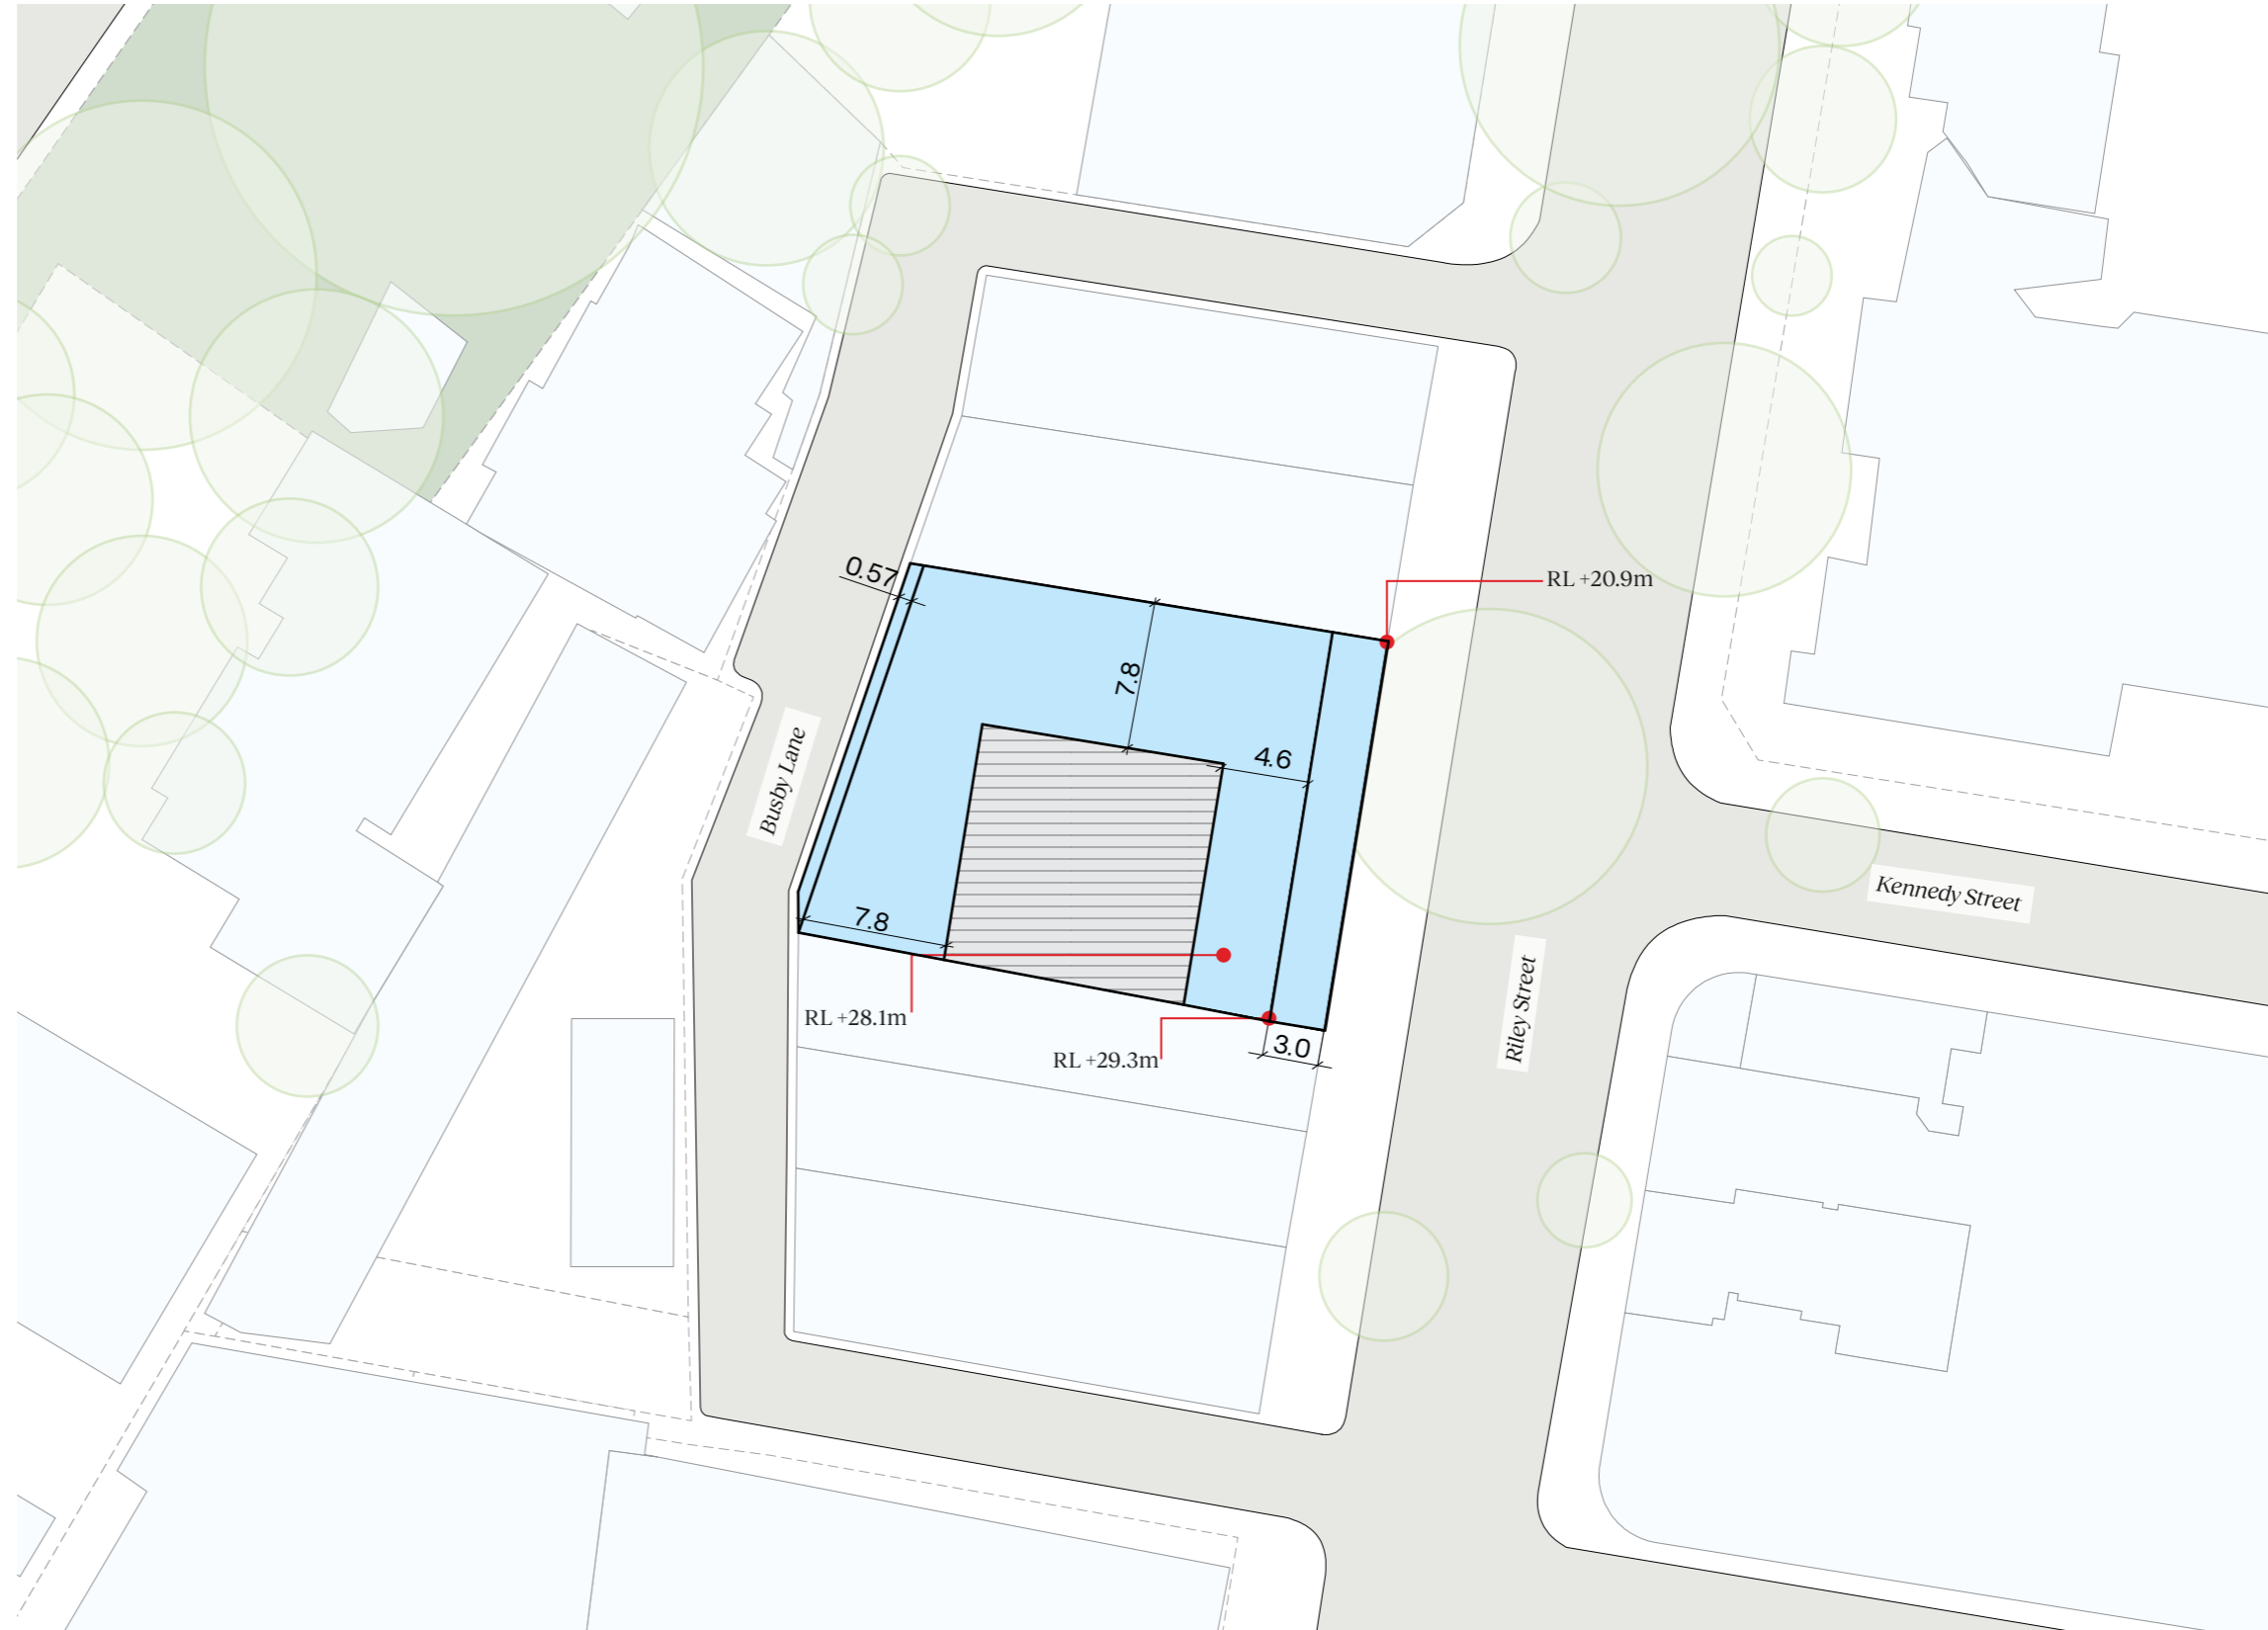 0.57
RL +20.9m
7.8
4.6
Busby Lane
Kennedy Street
7.8
Riley Street
RL +28.1m
3.0
RL +29.3m